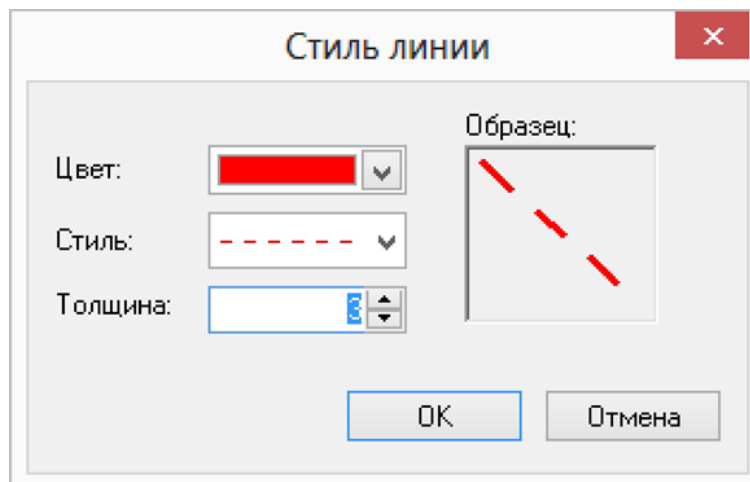 Стиль линии
Образец:
Цвет:
Стиль:
Толщина: 3
OK Отмена